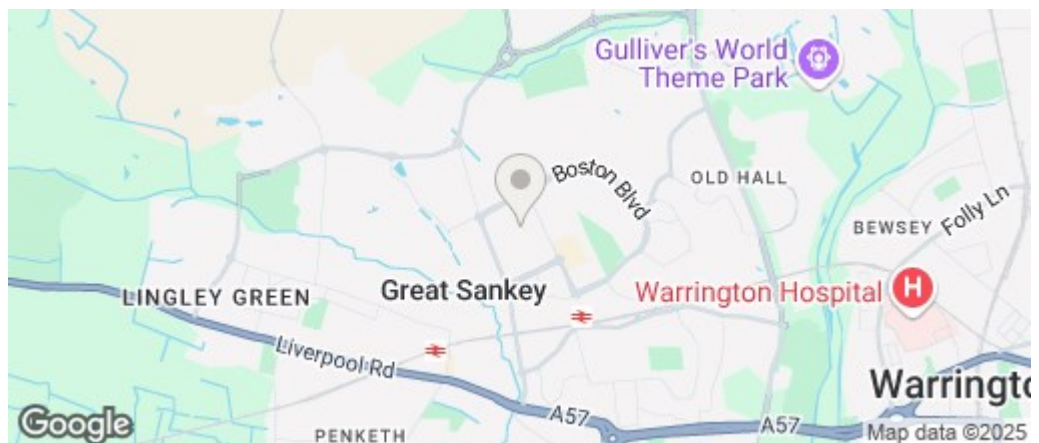 Gulliver's World
Theme Park
Boston Blvd
OLD HALL
Folly Ln
BEWSEY
Great Sankey
Warrington Hospital
H
LINGLEY GREEN
Liverpool Rd
Warringto
A57
A57
PENKETH
Google
Map data ©2025